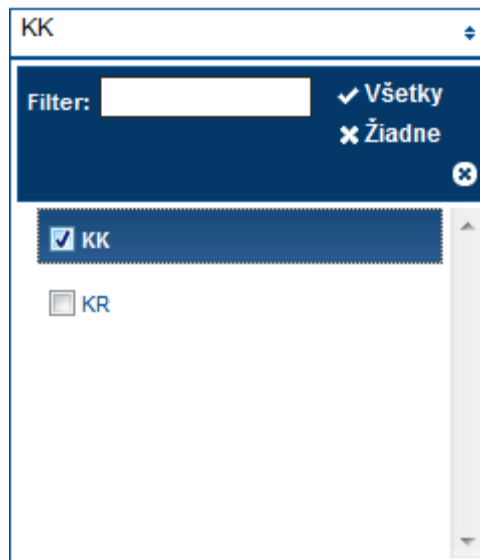 KK
Filter:
Všetky
Žiadne
KK
KR